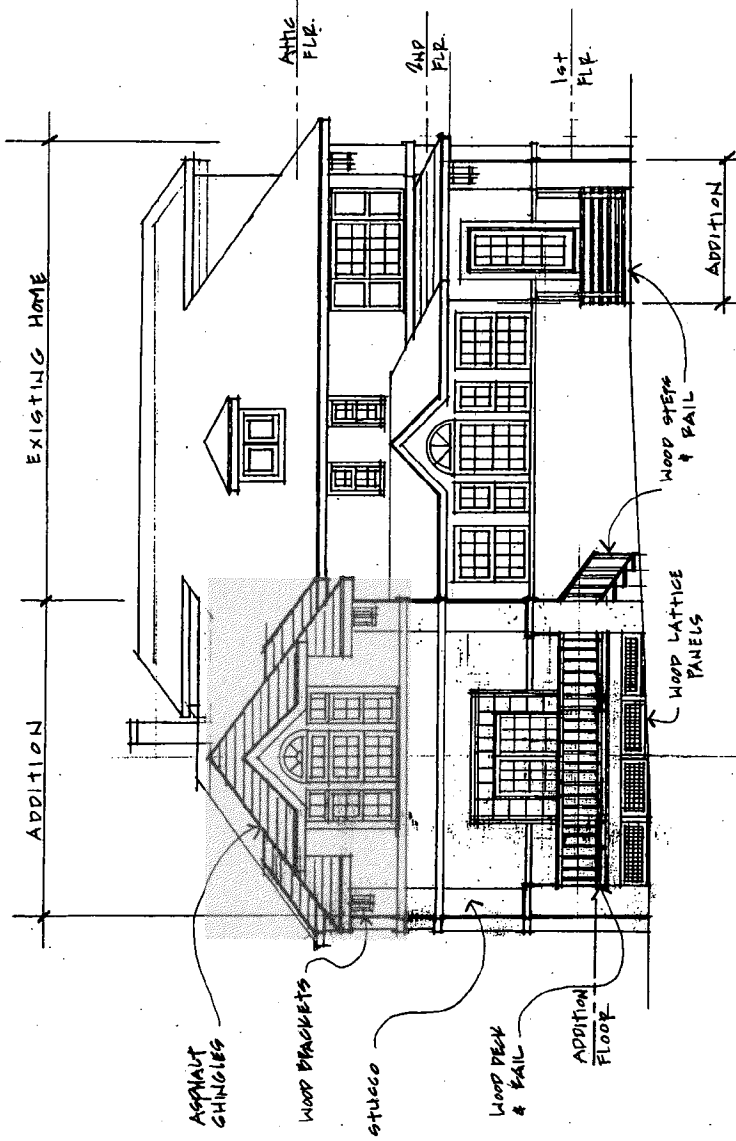 ADDITION
EXISTING HOME
ATTIC
FLR.
2ND
FLR.
1ST
FLR.
ASPHALT
SHINGLES
WOOD BRACKETS
STUCCO
WOOD DECK
& RAIL
ADDITION
FLOOR
WOOD LATTICE
PANELS
WOOD STEPS
& RAIL
ADDITION